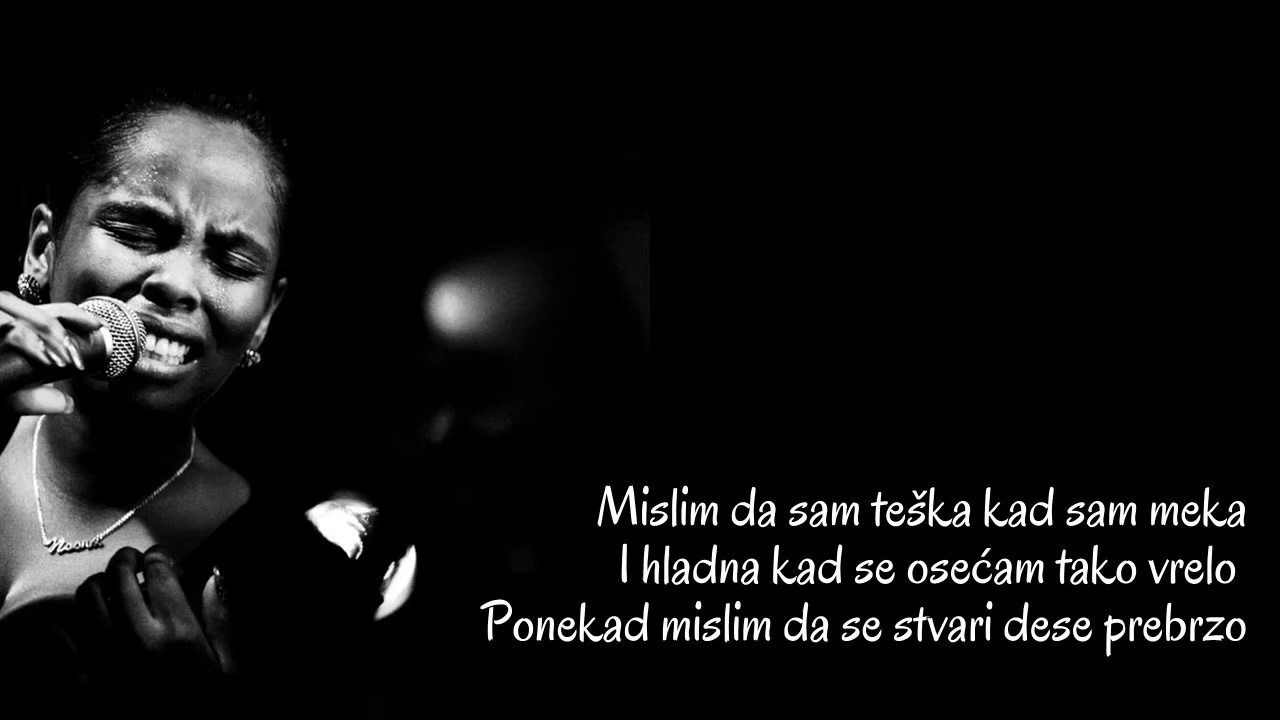 Mislim da sam teška kad sam meka
I hladna kad se osećam tako vrelo
Ponekad mislim da se stvari dese prebrzo